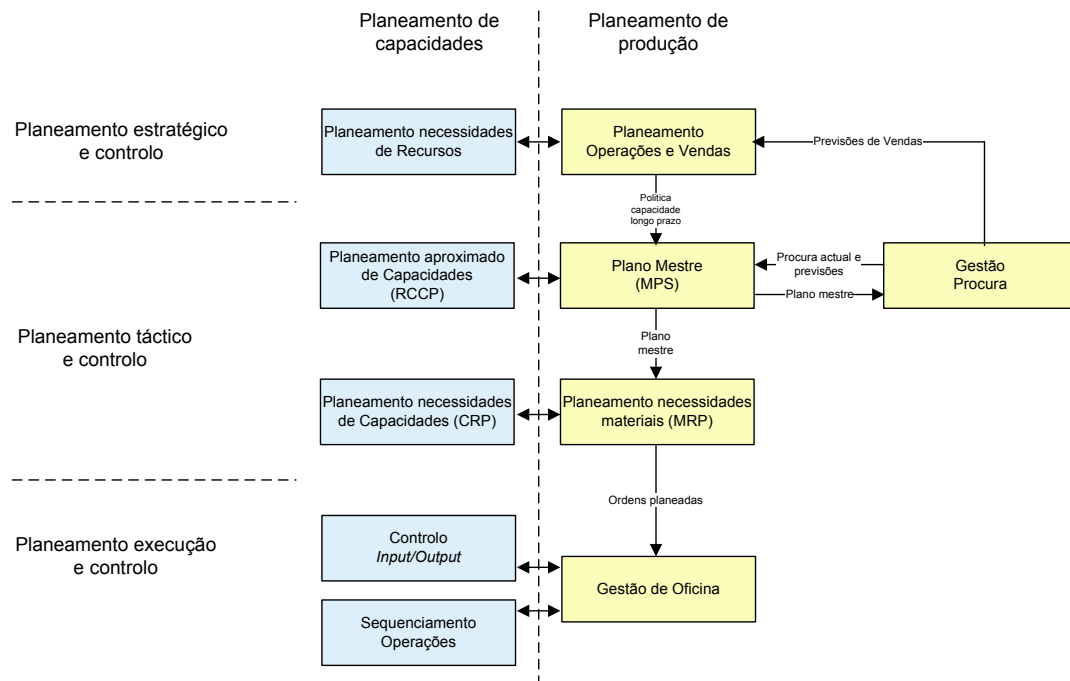 Planeamento de
capacidades
Planeamento de
produção
Planeamento estratégico
e controlo
Planeamento necessidades
de Recursos
Planeamento
Operações e Vendas
Previsões de Vendas
Politica
capacidade
longo prazo
Planeamento aproximado
de Capacidades
(RCCP)
Plano Mestre
(MPS)
Procura actual e
previsões
Plano mestre
Gestão
Procura
Planeamento táctico
e controlo
Plano
mestre
Planeamento necessidades
de Capacidades (CRP)
Planeamento necessidades
materiais (MRP)
Ordens planeadas
Planeamento execução
e controlo
Controlo
Input/Output
Gestão de Oficina
Sequenciamento
Operações